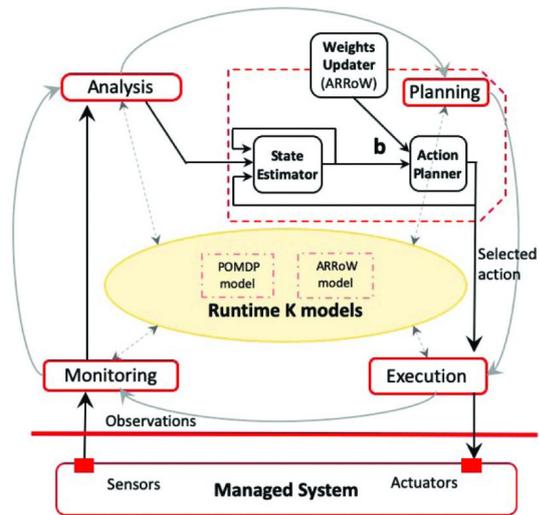 Weights
Updater
(ARRoW)
Analysis
Planning
State
Estimator
b
Action
Planner
Selected
action
POMDP
model
ARRoW
model
Runtime K models
Monitoring
Execution
Observations
Sensors
Managed System
Actuators